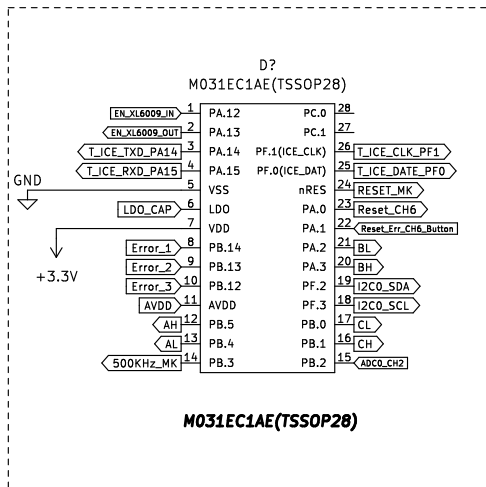 D?
M031EC1AE(TSSOP28)
EN_XL6009_IN 1 PA.12 PC.0 28
EN_XL6009_OUT 2 PA.13 PC.1 27
T_ICE_TXD_PA14 3 PA.14 PF.1(ICE_CLK) 26 T_ICE_CLK_PF1
T_ICE_RXD_PA15 4 PA.15 PF.0(ICE_DAT) 25 T_ICE_DATE_PF0
GND 5 VSS nRES 24 RESET_MK
LDO_CAP 6 LDO PA.0 23 Reset_CH6
7 VDD PA.1 22 Reset_Err_CH6_Button
Error_1 8 PB.14 PA.2 21 BL
Error_2 9 PB.13 PA.3 20 BH
+3.3V
Error_3 10 PB.12 PF.2 19 I2C0_SDA
AVDD 11 AVDD PF.3 18 I2C0_SCL
AH 12 PB.5 PB.0 17 CL
AL 13 PB.4 PB.1 16 CH
500KHz_MK 14 PB.3 PB.2 15 ADC0_CH2
M031EC1AE(TSSOP28)